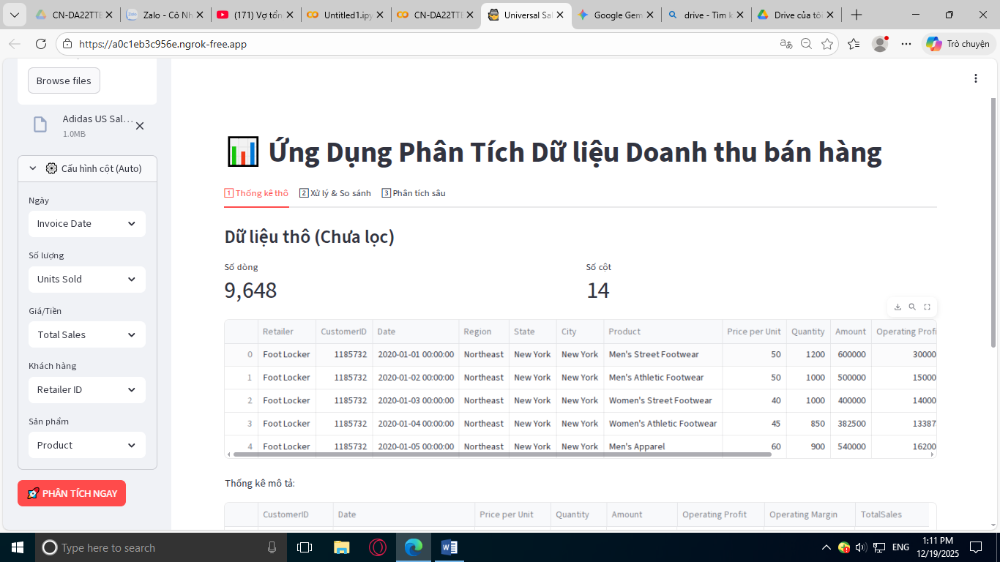 CN-DA22TTE
Zalo - Cô Nh
(171) Vợ tổn
Untitled1.ipy
CN-DA22TTE
Universal Sal
Google Gem
drive - Tìm k
Drive của tôi
https://a0c1eb3c956e.ngrok-free.app
Trò chuyện
Browse files
Adidas US Sal...
1.0MB
Cấu hình cột (Auto)
Ngày
Invoice Date
Số lượng
Units Sold
Giá/Tiền
Total Sales
Khách hàng
Retailer ID
Sản phẩm
Product
PHÂN TÍCH NGAY
Ứng Dụng Phân Tích Dữ liệu Doanh thu bán hàng
1 Thống kê thô 2 Xử lý & So sánh 3 Phân tích sâu
Dữ liệu thô (Chưa lọc)
Số dòng Số cột
9,648 14
Retailer CustomerID Date Region State City Product Price per Unit Quantity Amount Operating Profi
0 Foot Locker 1185732 2020-01-01 00:00:00 Northeast New York New York Men's Street Footwear 50 1200 600000 30000
1 Foot Locker 1185732 2020-01-02 00:00:00 Northeast New York New York Men's Athletic Footwear 50 1000 500000 15000
2 Foot Locker 1185732 2020-01-03 00:00:00 Northeast New York New York Women's Street Footwear 40 1000 400000 14000
3 Foot Locker 1185732 2020-01-04 00:00:00 Northeast New York New York Women's Athletic Footwear 45 850 382500 13387
4 Foot Locker 1185732 2020-01-05 00:00:00 Northeast New York New York Men's Apparel 60 900 540000 16200
Thống kê mô tả:
CustomerID Date Price per Unit Quantity Amount Operating Profit Operating Margin TotalSales
Type here to search
ENG
1:11 PM
12/19/2025